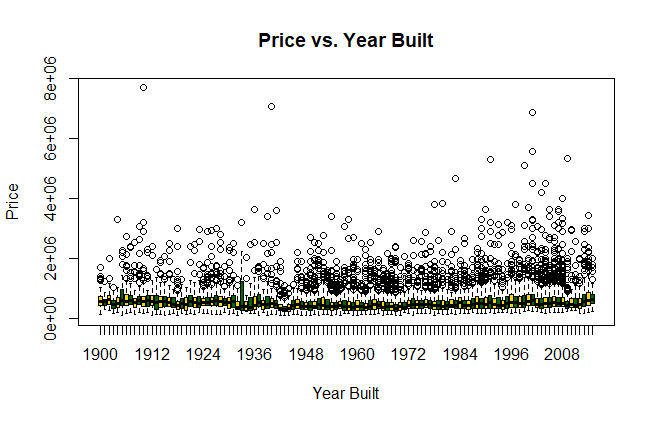 Price vs. Year Built
8e+06
6e+06
4e+06
2e+06
0e+00
Price
1900 1912 1924 1936 1948 1960 1972 1984 1996 2008
Year Built